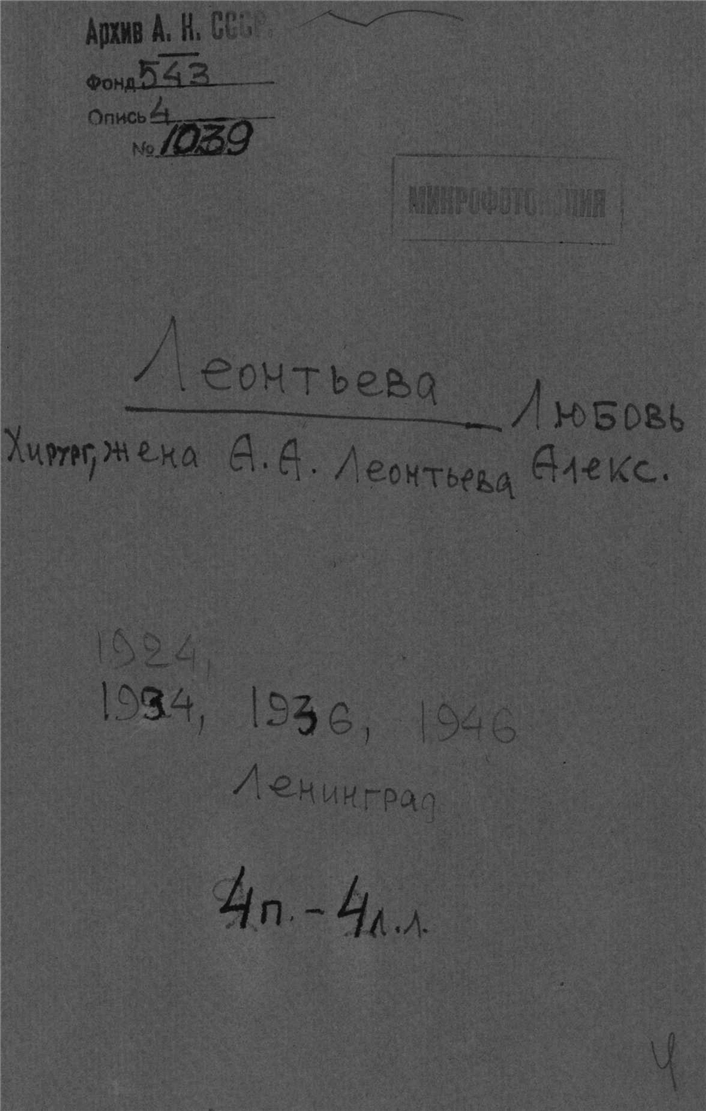 Архив А. Н. СССР.
Фонд 543
Опись 4
№ 1039
МИКРОФОТОКОПИЯ
Леонтьева Любовь
Хирург, жена А. А. Леонтьева Алекс.
1924,
1934, 1936, 1946
Ленинград
4п. - 4л.л.
4